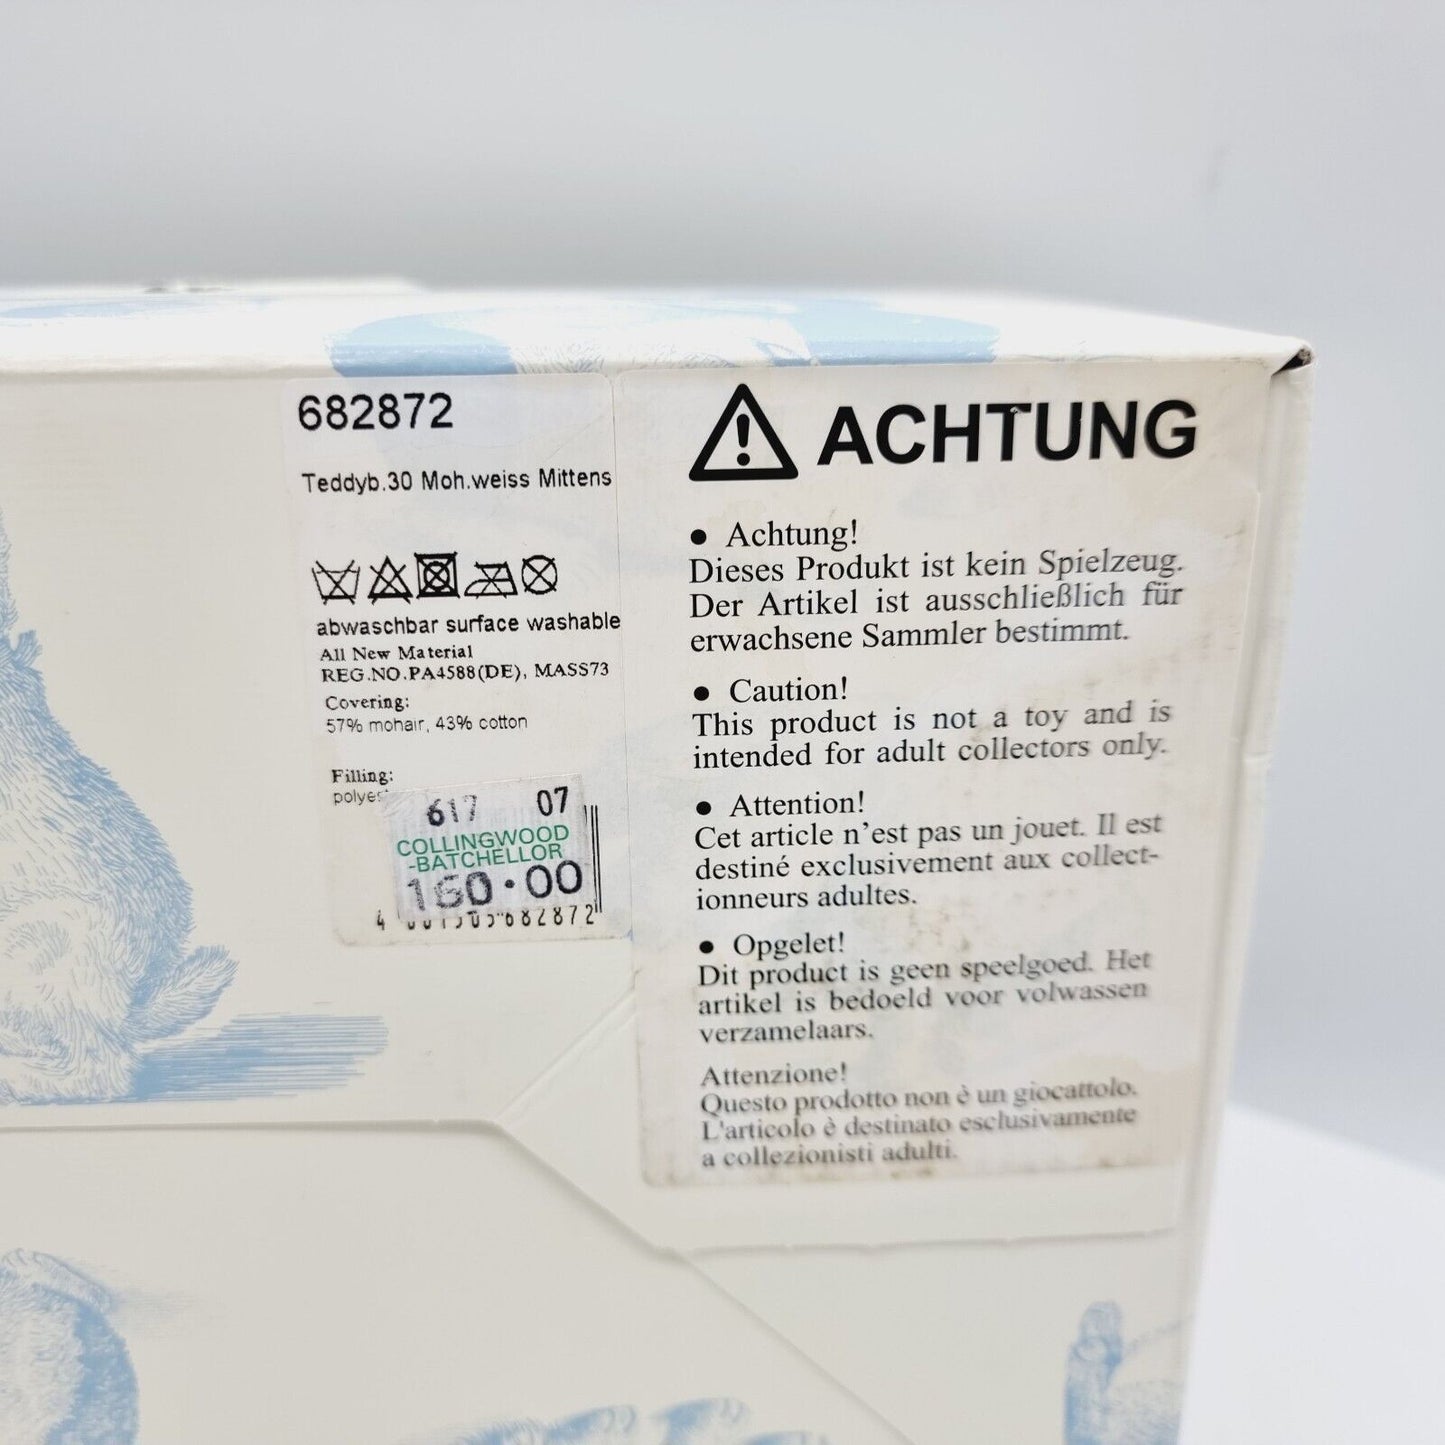 682872
Teddyb.30 Moh.weiss Mittens
abwaschbar surface washable
All New Material
REG.NO.PA4588(DE), MASS73
Covering:
57% mohair, 43% cotton
Filling:
617 07
COLLINGWOOD
-BATCHELLOR
160.00
682872
ACHTUNG
● Achtung!
Dieses Produkt ist kein Spielzeug.
Der Artikel ist ausschließlich für
erwachsene Sammler bestimmt.
● Caution!
This product is not a toy and is
intended for adult collectors only.
● Attention!
Cet article n'est pas un jouet. Il est
destiné exclusivement aux collect-
ionneurs adultes.
● Opgelet!
Dit product is geen speelgoed. Het
artikel is bedoeld voor volwassen
verzamelaars.
Attenzione!
Questo prodotto non è un giocattolo.
L'articolo è destinato esclusivamente
a collezionisti adulti.